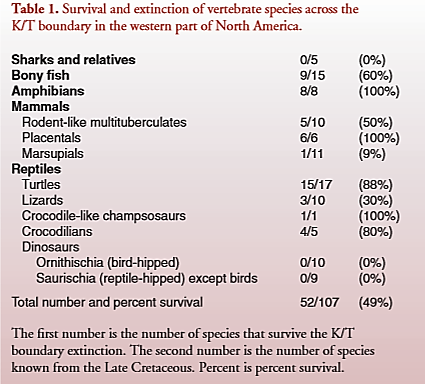 Table 1. Survival and extinction of vertebrate species across the
K/T boundary in the western part of North America.
Sharks and relatives 0/5 (0%)
Bony fish 9/15 (60%)
Amphibians 8/8 (100%)
Mammals
Rodent-like multituberculates 5/10 (50%)
Placentals 6/6 (100%)
Marsupials 1/11 (9%)
Reptiles
Turtles 15/17 (88%)
Lizards 3/10 (30%)
Crocodile-like champsosaurs 1/1 (100%)
Crocodilians 4/5 (80%)
Dinosaurs
Ornithischia (bird-hipped) 0/10 (0%)
Saurischia (reptile-hipped) except birds 0/9 (0%)
Total number and percent survival 52/107 (49%)
The first number is the number of species that survive the K/T
boundary extinction. The second number is the number of species
known from the Late Cretaceous. Percent is percent survival.